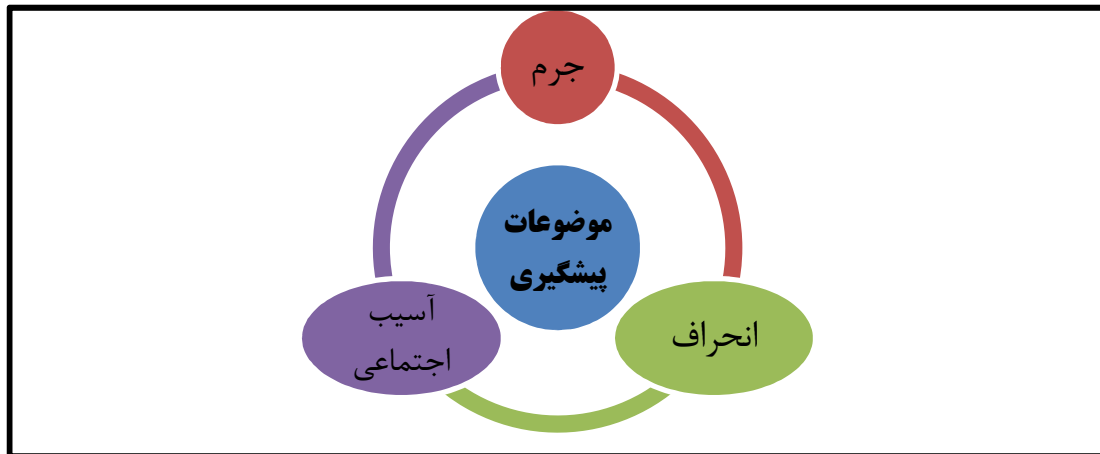 جرم
موضوعات
پیشگیری
انحراف
آسیب
اجتماعی